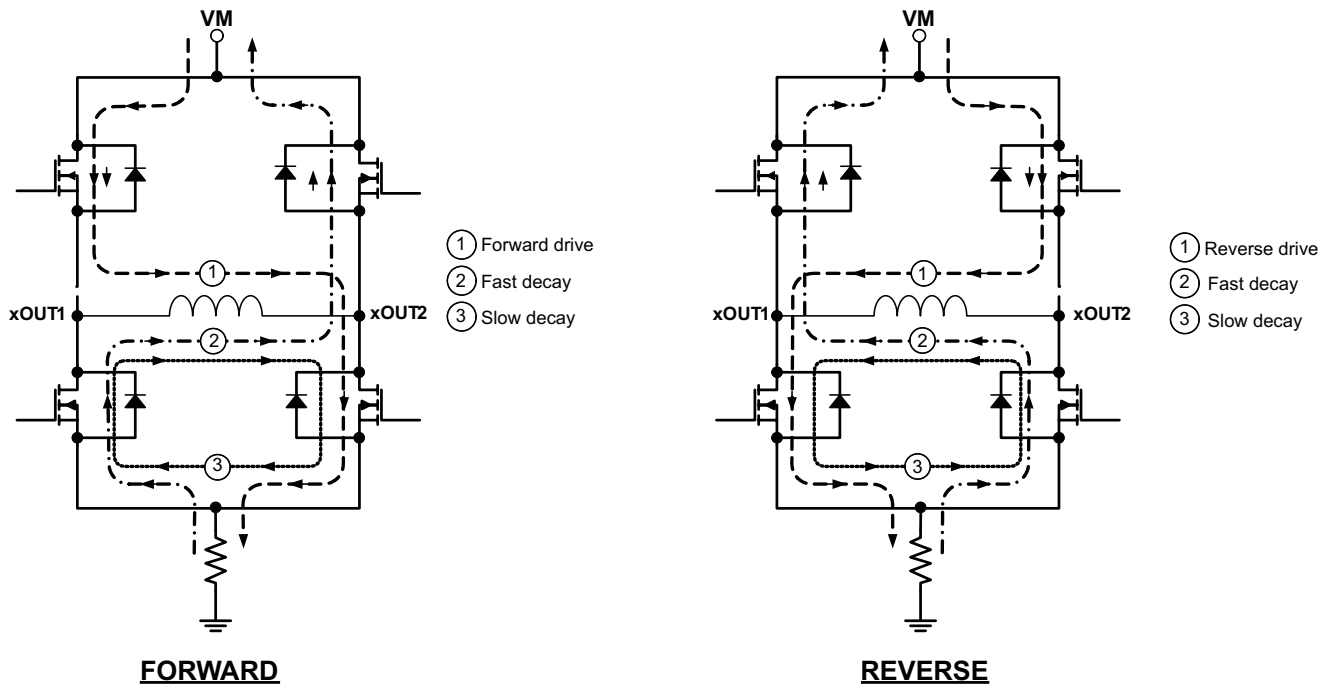 VM
1
xOUT1
xOUT2
2
3
1 Forward drive
2 Fast decay
3 Slow decay
FORWARD
VM
1
xOUT1
xOUT2
2
3
1 Reverse drive
2 Fast decay
3 Slow decay
REVERSE